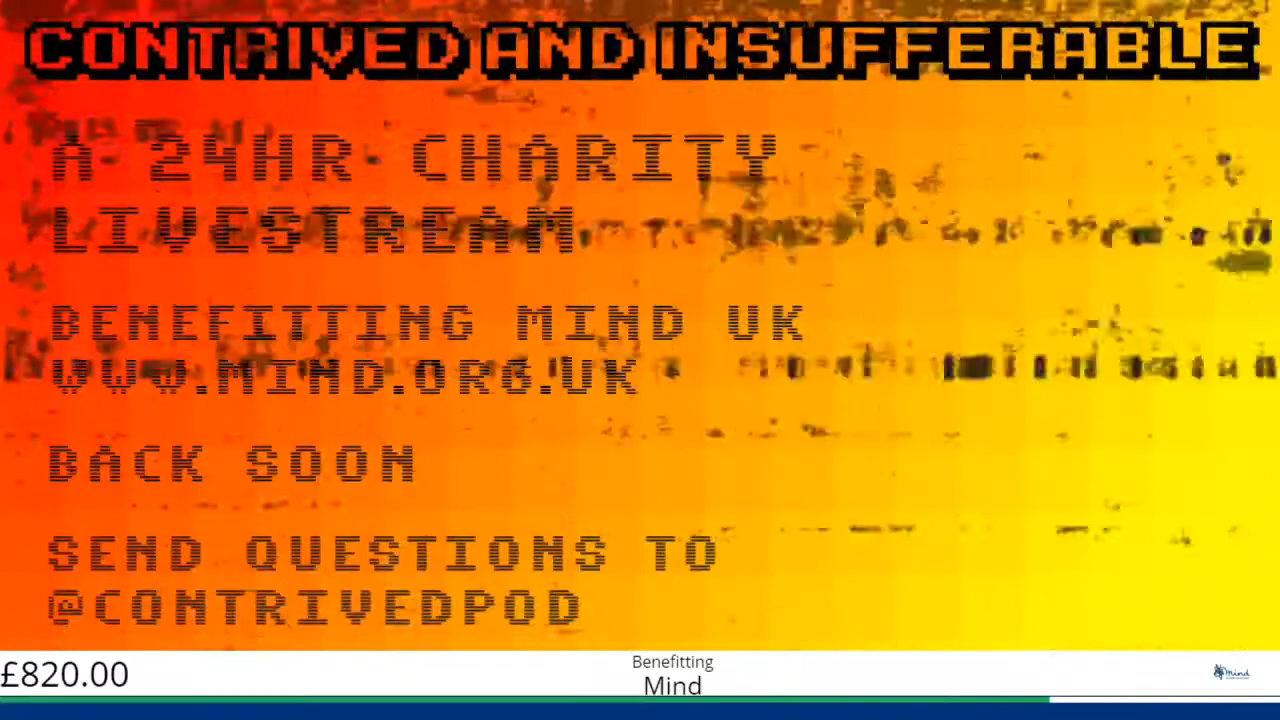 CONTRIVED AND INSUFFERABLE
A 24HR CHARITY
LIVESTREAM
BENEFITTING MIND UK
WWW.MIND.ORG.UK
BACK SOON
SEND QUESTIONS TO
@CONTRIVEDPOD
£820.00
Benefitting
Mind
mind